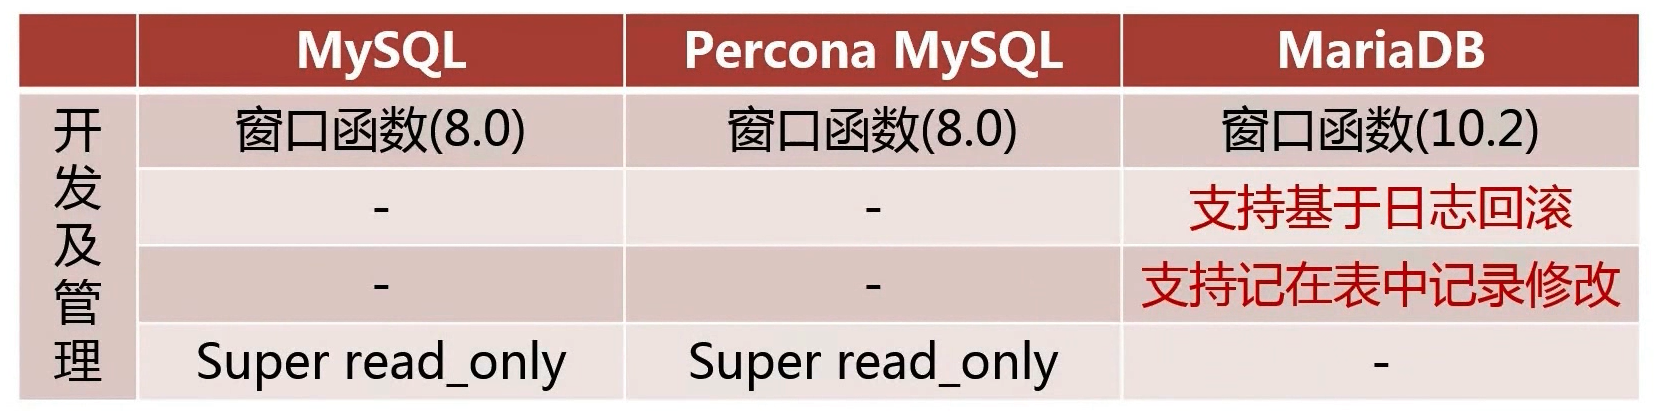 MySQL Percona MySQL MariaDB
开发及管理
窗口函数(8.0) 窗口函数(8.0) 窗口函数(10.2)
- - 支持基于日志回滚
- - 支持记在表中记录修改
Super read_only Super read_only -